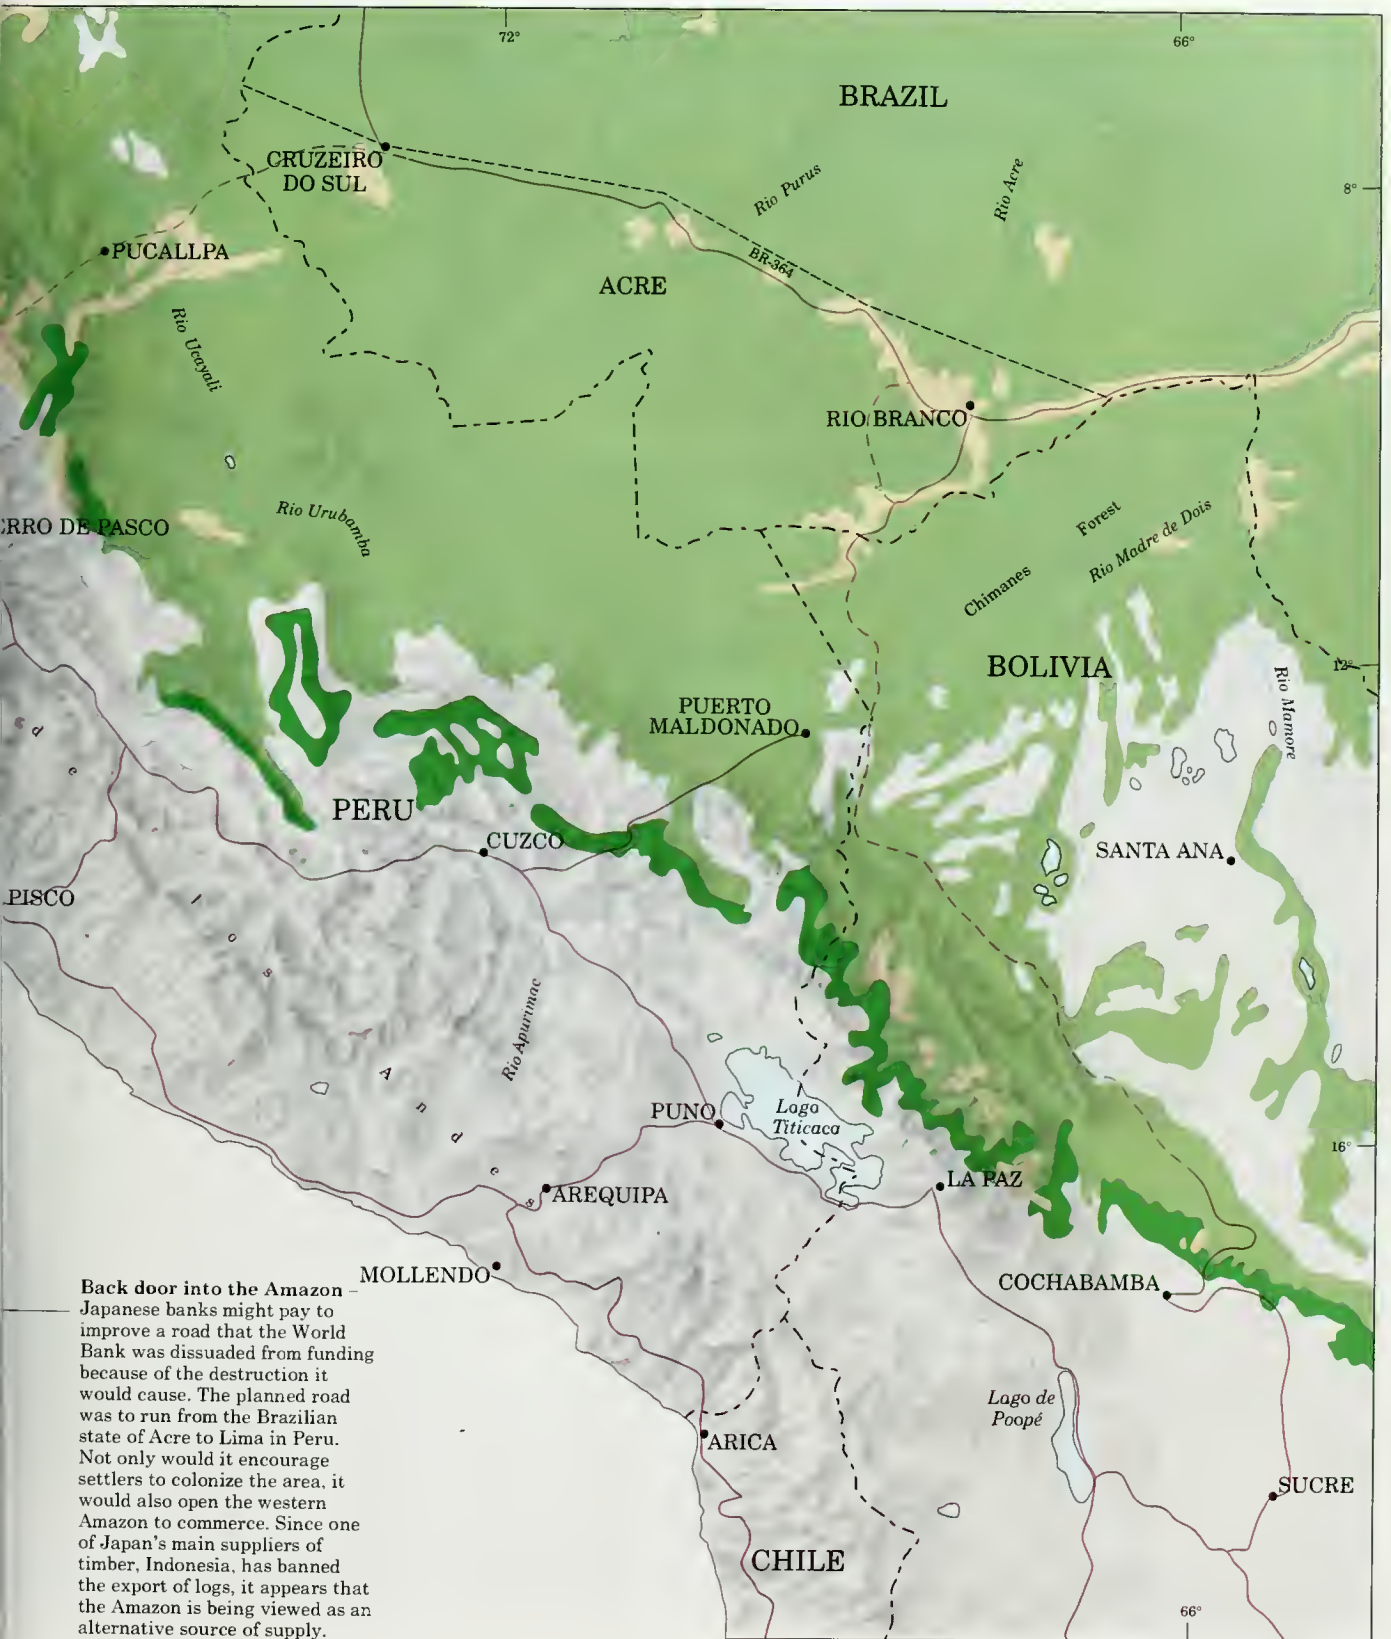 72°
66°
BRAZIL
CRUZEIRO
DO SUL
Rio Purus
Rio Acre
8°
PUCALLPA
BR-364
ACRE
Rio Ucayali
RIO BRANCO
Rio Urubamba
ERRO DE PASCO
Forest
Rio Madre de Dois
Chimanes
BOLIVIA
12°
Rio Mamore
PUERTO
MALDONADO
d e
PERU
CUZCO
SANTA ANA
PISCO
l o s
Rio Apurimac
A n d e s
PUNO
Lago
Titicaca
16°
LA PAZ
AREQUIPA
MOLLENDO
COCHABAMBA
Back door into the Amazon –
Japanese banks might pay to
improve a road that the World
Bank was dissuaded from funding
because of the destruction it
would cause. The planned road
was to run from the Brazilian
state of Acre to Lima in Peru.
Not only would it encourage
settlers to colonize the area, it
would also open the western
Amazon to commerce. Since one
of Japan's main suppliers of
timber, Indonesia, has banned
the export of logs, it appears that
the Amazon is being viewed as an
alternative source of supply.
Lago de
Poopé
ARICA
SUCRE
CHILE
66°